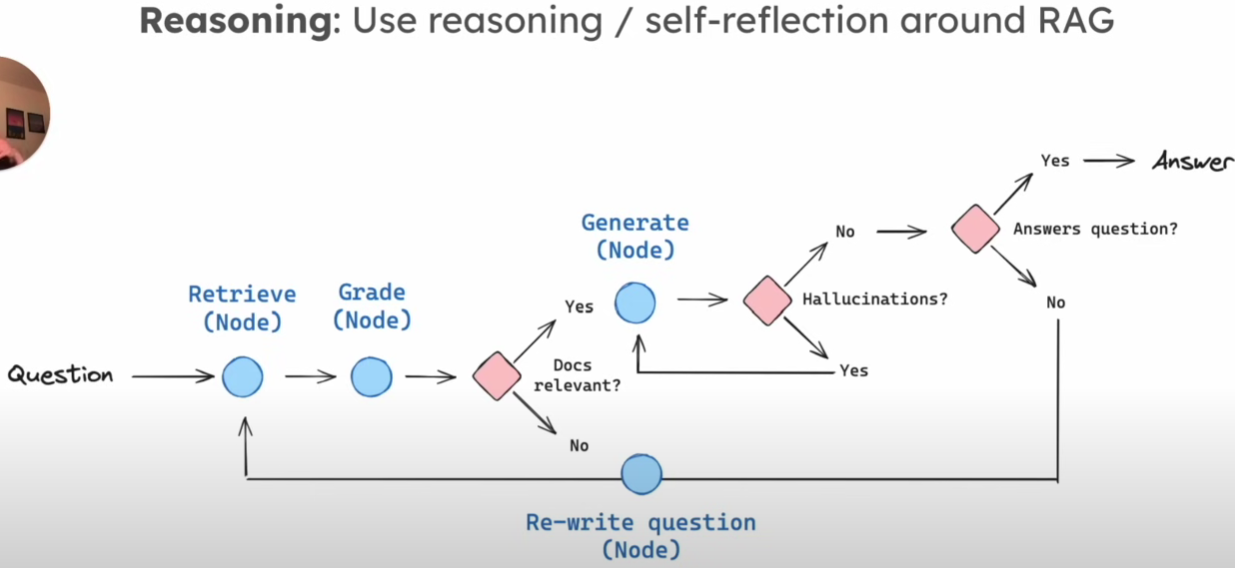 Reasoning: Use reasoning / self-reflection around RAG
Yes
Answer
Generate
(Node)
No
Answers question?
Retrieve
(Node)
Grade
(Node)
Yes
Hallucinations?
No
Question
Docs
relevant?
Yes
No
Re-write question
(Node)